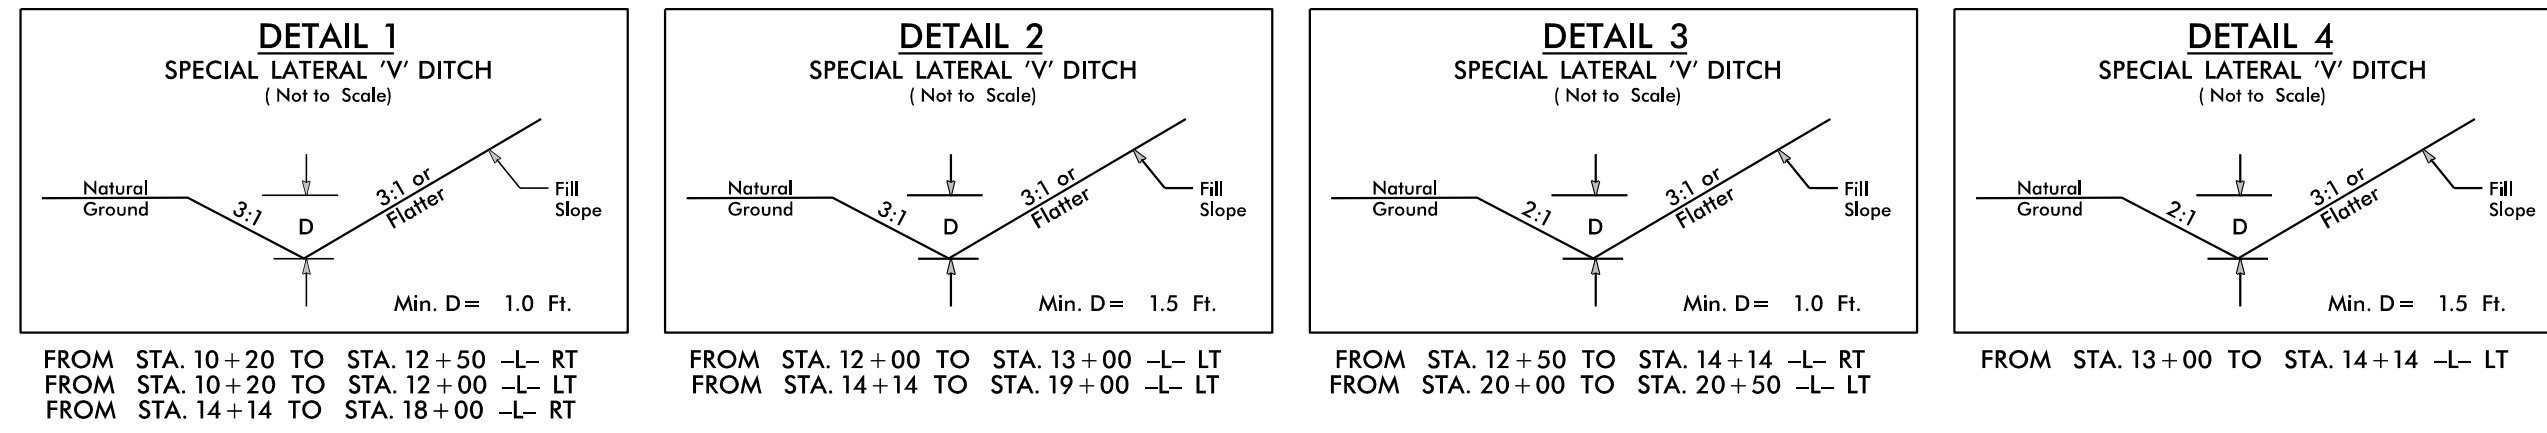 DETAIL 1
SPECIAL LATERAL 'V' DITCH
( Not to Scale)
Natural
Ground
3:1
D
3:1 or
Flatter
Fill
Slope
Min. D= 1.0 Ft.
FROM STA. 10+20 TO STA. 12+50 -L- RT
FROM STA. 10+20 TO STA. 12+00 -L- LT
FROM STA. 14+14 TO STA. 18+00 -L- RT
DETAIL 2
SPECIAL LATERAL 'V' DITCH
( Not to Scale)
Natural
Ground
3:1
D
3:1 or
Flatter
Fill
Slope
Min. D= 1.5 Ft.
FROM STA. 12+00 TO STA. 13+00 -L- LT
FROM STA. 14+14 TO STA. 19+00 -L- LT
DETAIL 3
SPECIAL LATERAL 'V' DITCH
( Not to Scale)
Natural
Ground
2:1
D
3:1 or
Flatter
Fill
Slope
Min. D= 1.0 Ft.
FROM STA. 12+50 TO STA. 14+14 -L- RT
FROM STA. 20+00 TO STA. 20+50 -L- LT
DETAIL 4
SPECIAL LATERAL 'V' DITCH
( Not to Scale)
Natural
Ground
2:1
D
3:1 or
Flatter
Fill
Slope
Min. D= 1.5 Ft.
FROM STA. 13+00 TO STA. 14+14 -L- LT